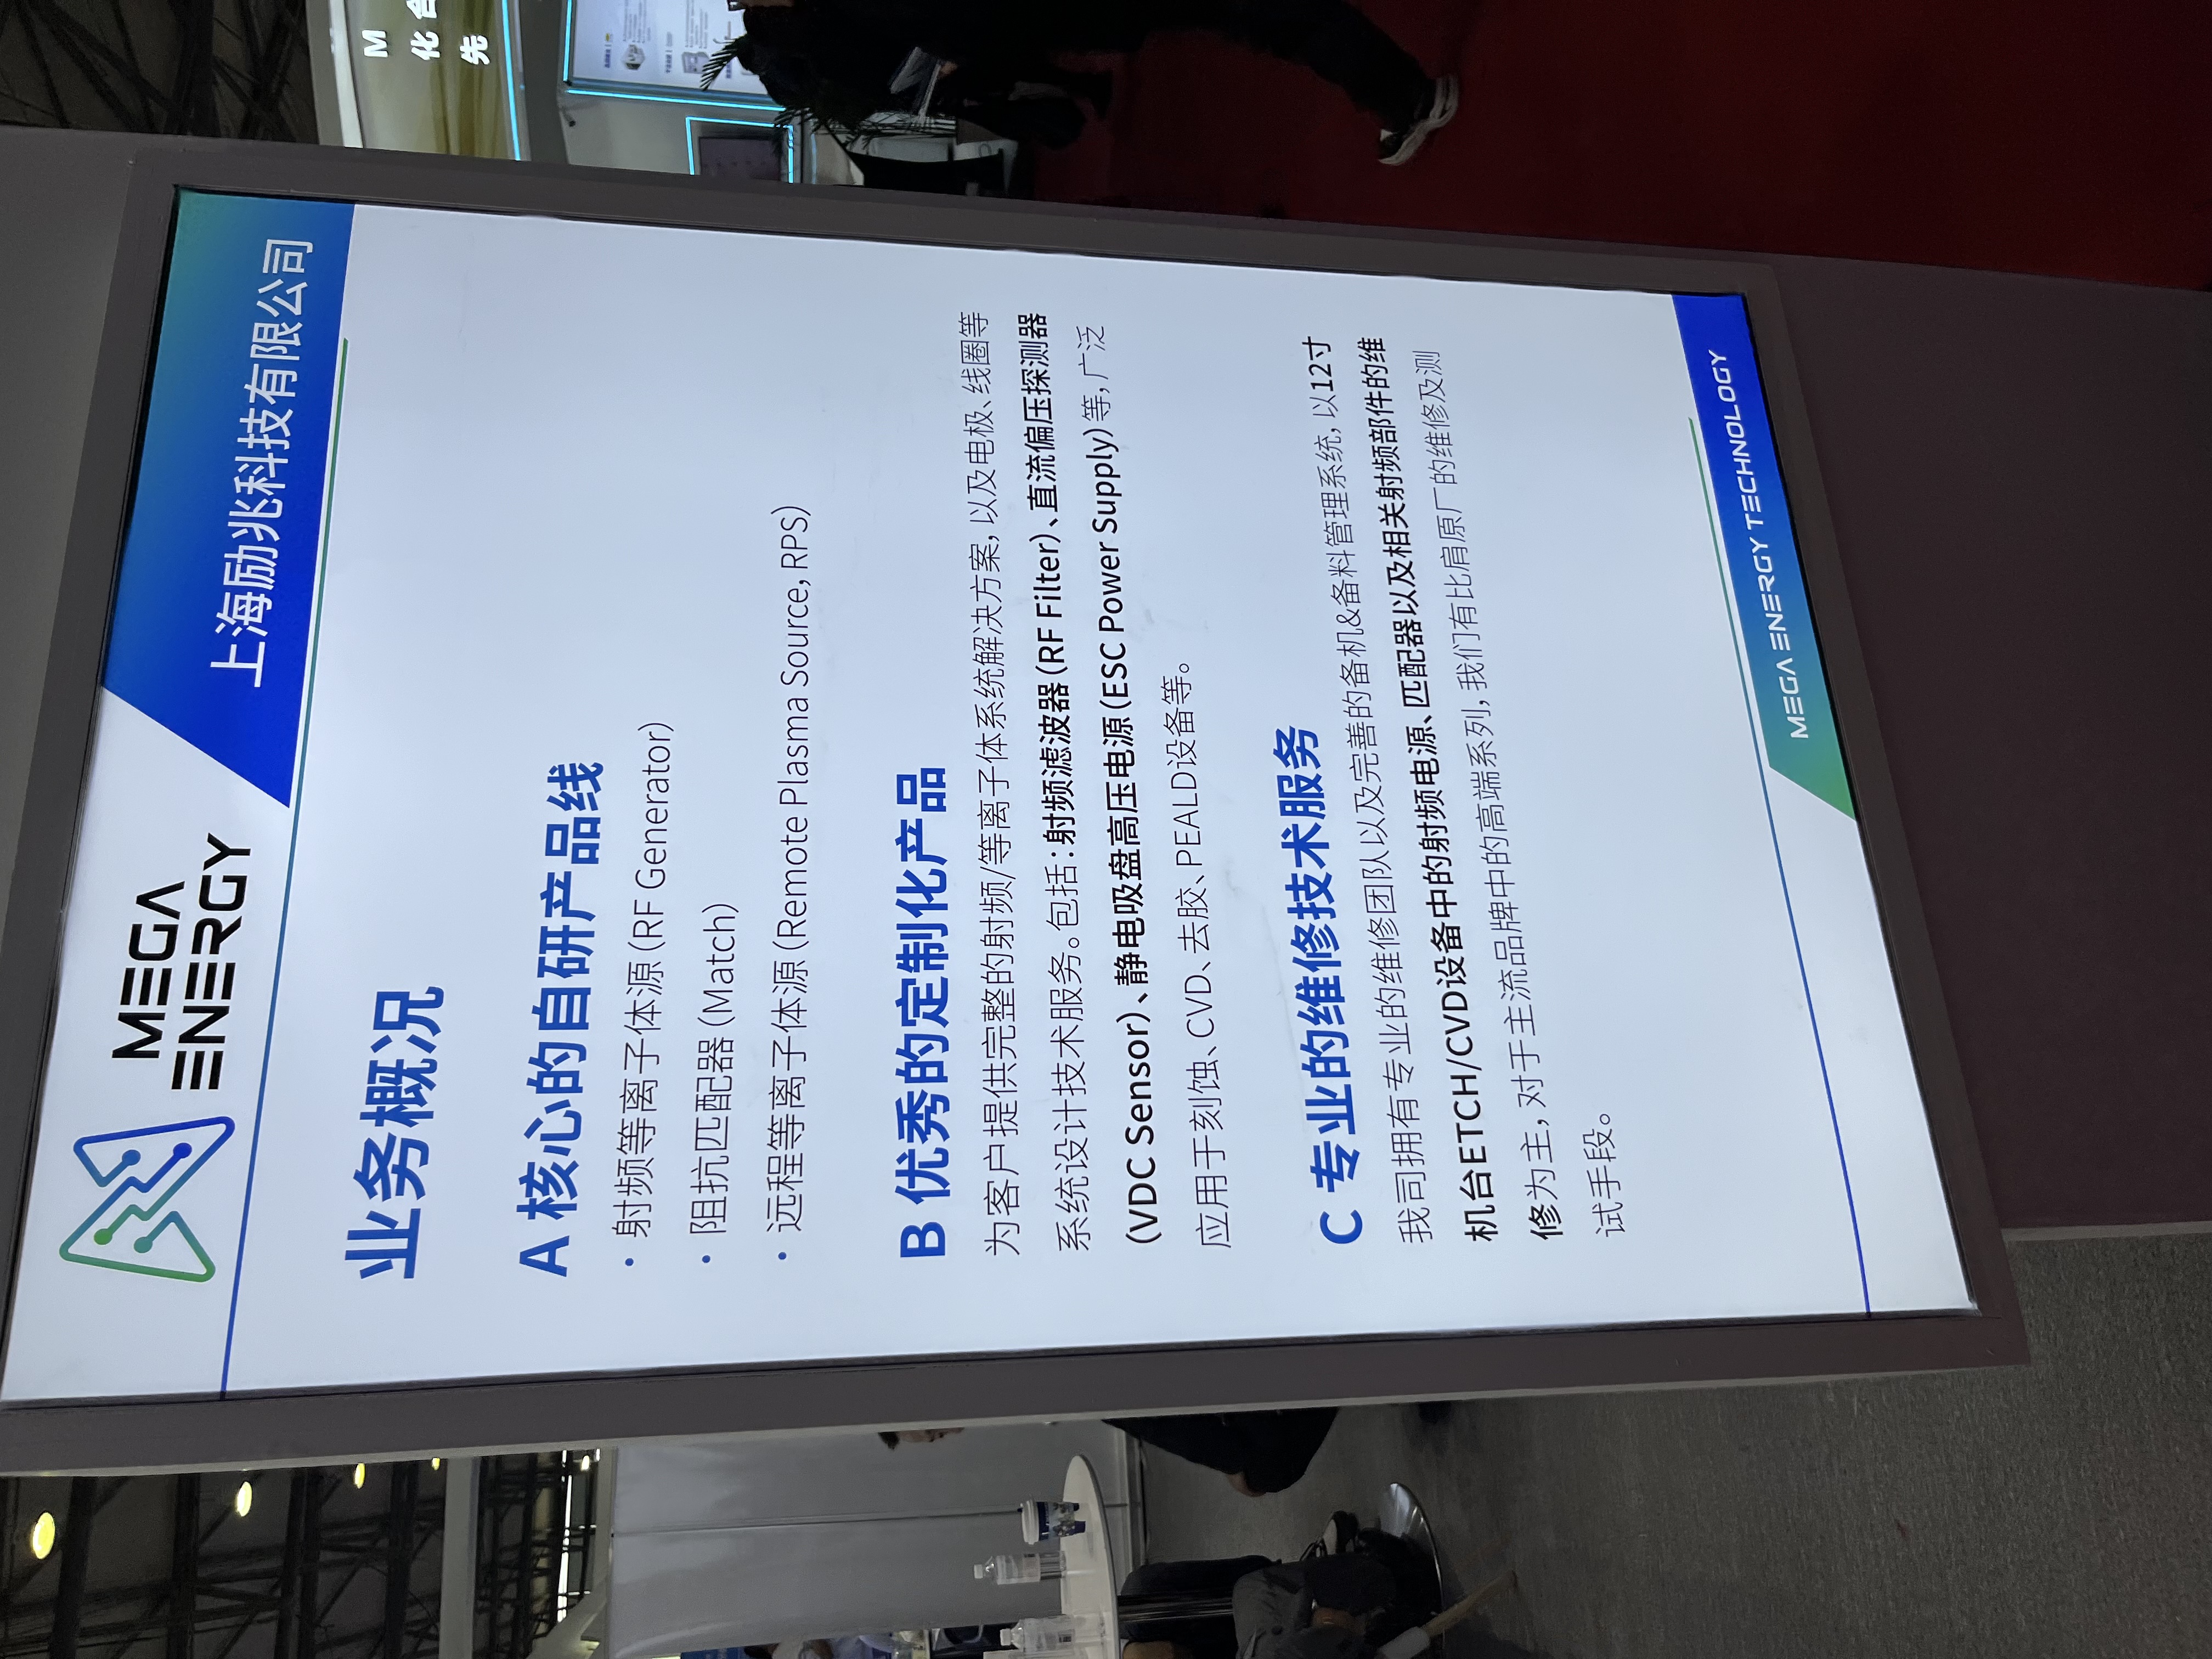 MEGA
ENERGY
上海励兆科技有限公司
业务概况
A 核心的自研产品线
· 射频等离子体源(RF Generator)
· 阻抗匹配器(Match)
· 远程等离子体源(Remote Plasma Source, RPS)
B 优秀的定制化产品
为客户提供完整的射频/等离子体系统解决方案,以及电极、线圈等
系统设计技术服务。包括:射频滤波器(RF Filter)、直流偏压探测器
(VDC Sensor)、静电吸盘高压电源(ESC Power Supply)等,广泛
应用于刻蚀、CVD、去胶、PEALD设备等。
C 专业的维修技术服务
我司拥有专业的维修团队以及完善的备机&备料管理系统,以12寸
机台ETCH/CVD设备中的射频电源、匹配器以及相关射频部件的维
修为主,对于主流品牌中的高端系列,我们有比肩原厂的维修及测
试手段。
MEGA ENERGY TECHNOLOGY
M
化合
先